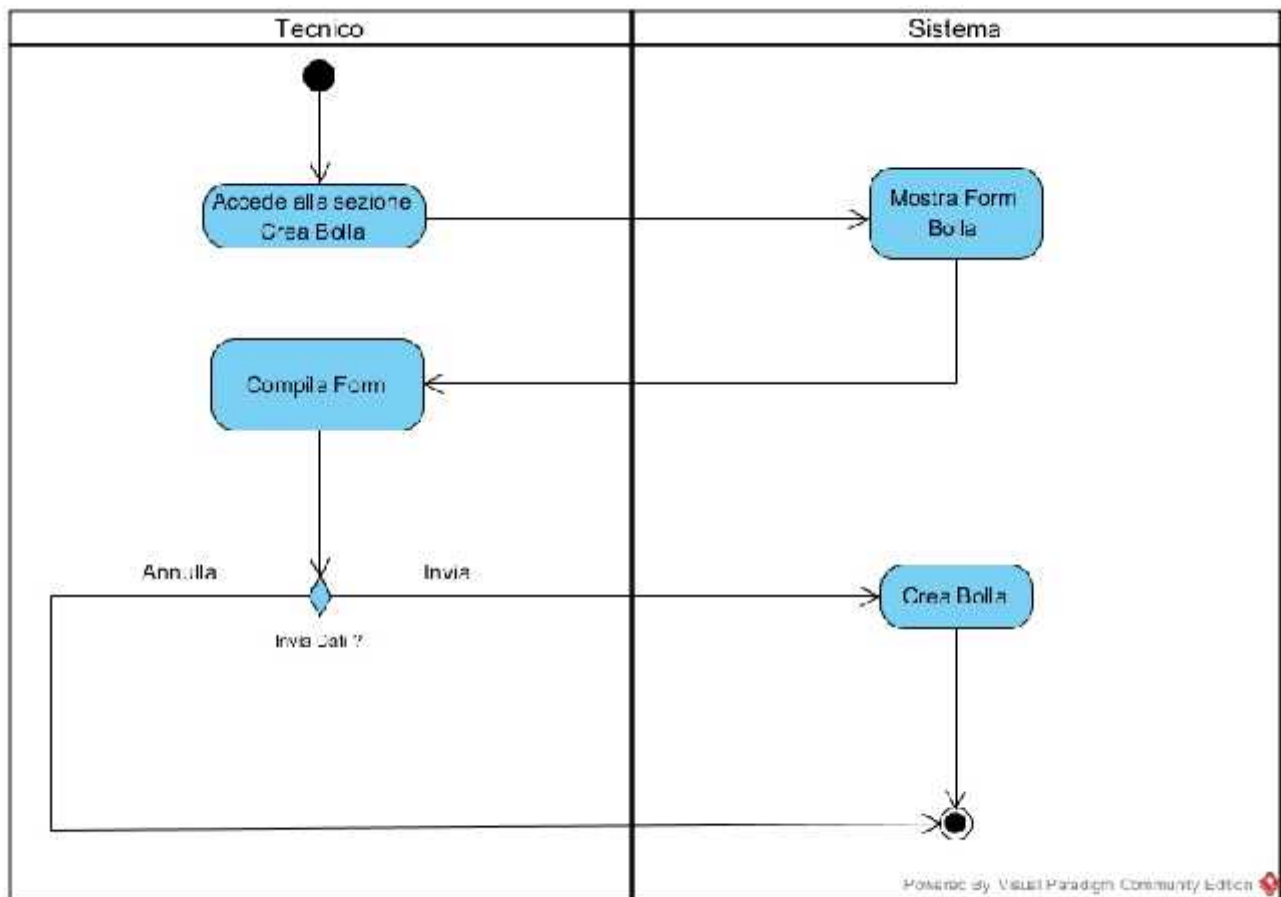 Tecnico
Sistema
Accede alla sezione
Crea Bolla
Mostra Form
Bolla
Compila Form
Annulla
Invia
Invia Dati ?
Crea Bolla
Powered By Visual Paradigm Community Edition